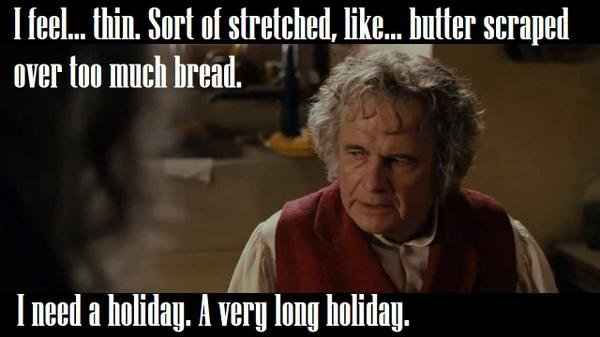 I feel... thin. Sort of stretched, like... butter scraped
over too much bread.
I need a holiday. A very long holiday.